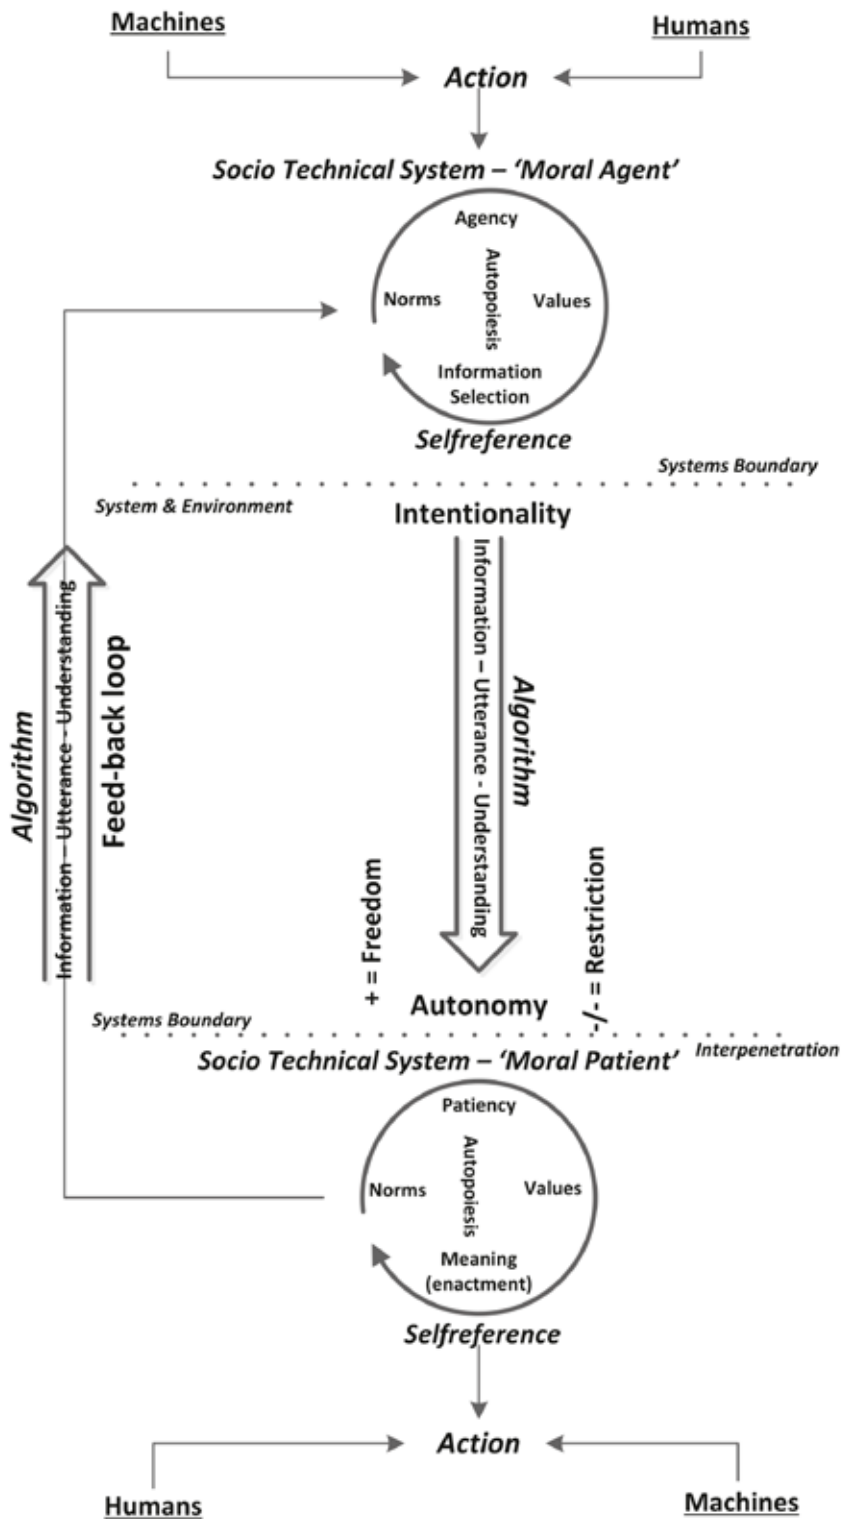 Machines
Humans
Action
Socio Technical System – ‘Moral Agent’
Agency
Autopoiesis
Norms
Values
Information
Selection
Selfreference
Systems Boundary
System & Environment
Intentionality
Information – Utterance - Understanding
Algorithm
Algorithm
Information – Utterance - Understanding
Feed-back loop
+ = Freedom
-/- = Restriction
Autonomy
Systems Boundary
Interpenetration
Socio Technical System – ‘Moral Patient’
Patiency
Autopoiesis
Norms
Values
Meaning
(enactment)
Selfreference
Action
Humans
Machines